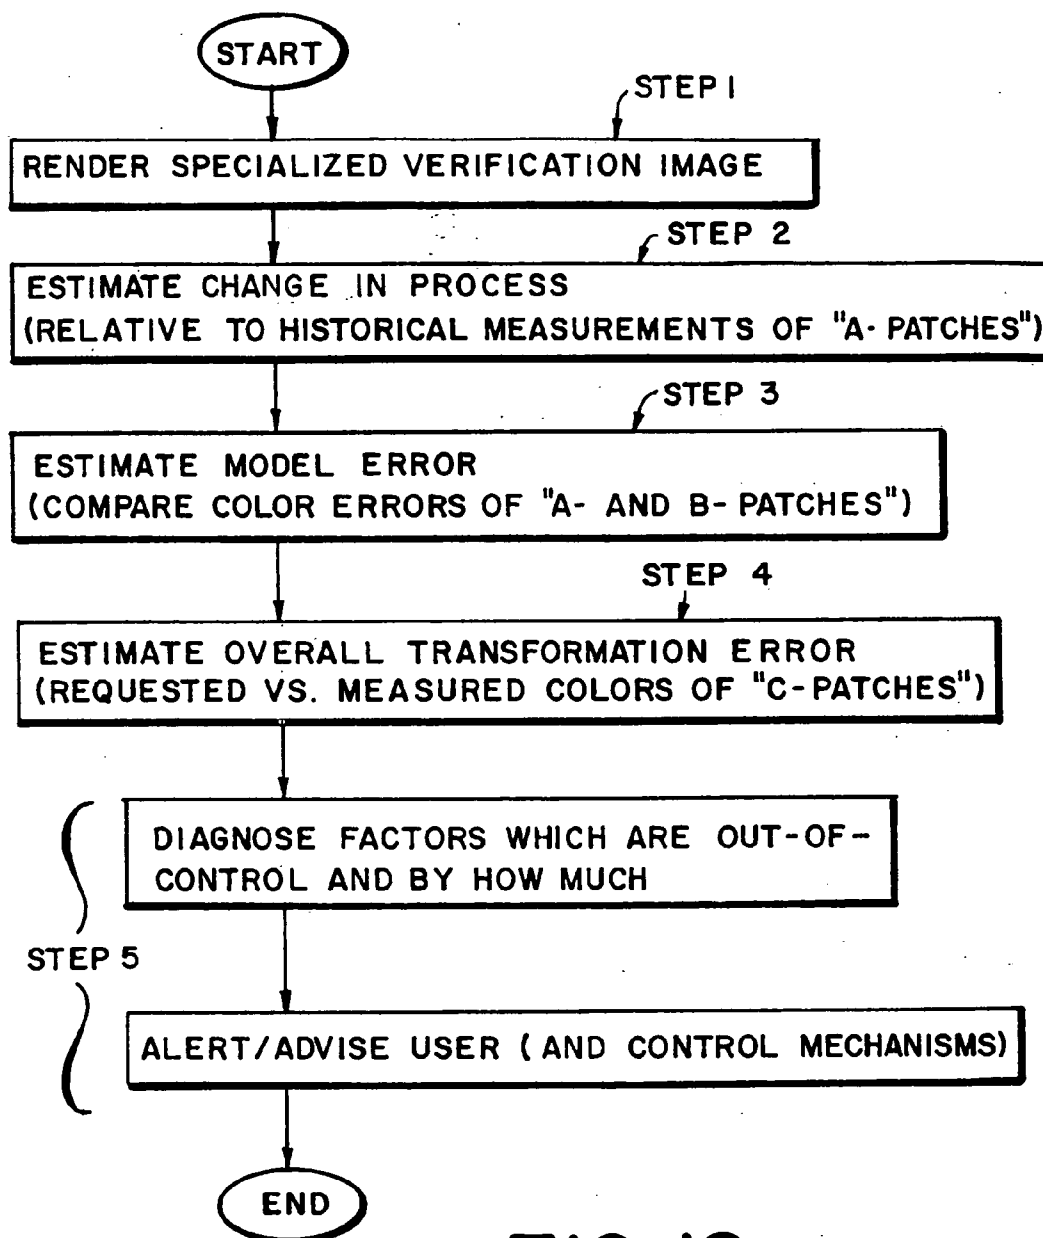 START
STEP 1
RENDER SPECIALIZED VERIFICATION IMAGE
STEP 2
ESTIMATE CHANGE IN PROCESS
(RELATIVE TO HISTORICAL MEASUREMENTS OF "A-PATCHES")
STEP 3
ESTIMATE MODEL ERROR
(COMPARE COLOR ERRORS OF "A- AND B- PATCHES")
STEP 4
ESTIMATE OVERALL TRANSFORMATION ERROR
(REQUESTED VS. MEASURED COLORS OF "C-PATCHES")
DIAGNOSE FACTORS WHICH ARE OUT-OF-
CONTROL AND BY HOW MUCH
STEP 5
ALERT/ADVISE USER (AND CONTROL MECHANISMS)
END